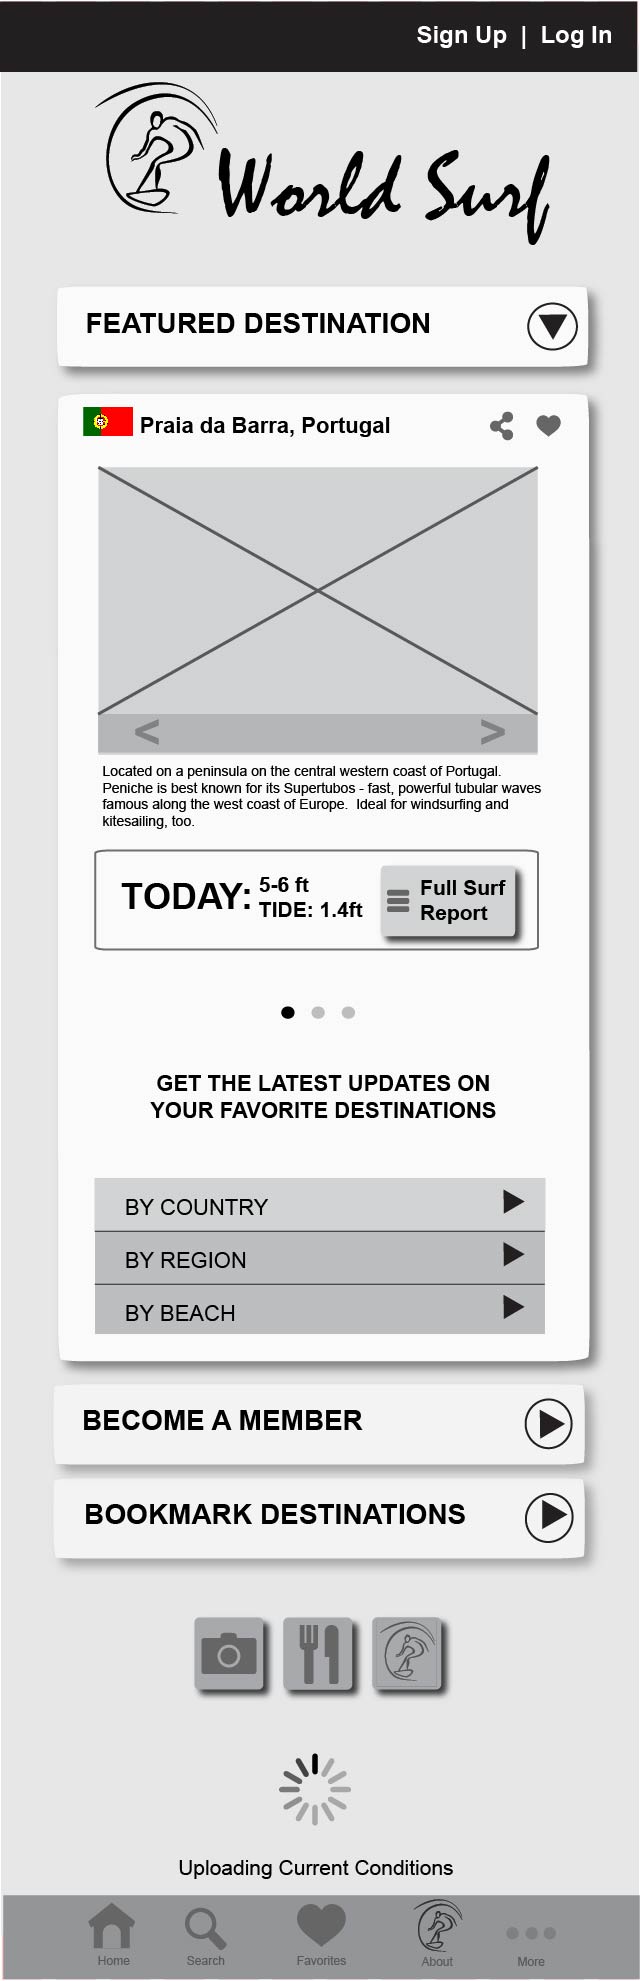 Sign Up | Log In
World Surf
FEATURED DESTINATION
Praia da Barra, Portugal
< >
Located on a peninsula on the central western coast of Portugal.
Peniche is best known for its Supertubos - fast, powerful tubular waves
famous along the west coast of Europe.  Ideal for windsurfing and
kitesailing, too.
TODAY:
5-6 ft
TIDE: 1.4ft
Full Surf
Report
GET THE LATEST UPDATES ON
YOUR FAVORITE DESTINATIONS
BY COUNTRY
BY REGION
BY BEACH
BECOME A MEMBER
BOOKMARK DESTINATIONS
Uploading Current Conditions
Home Search Favorites About More